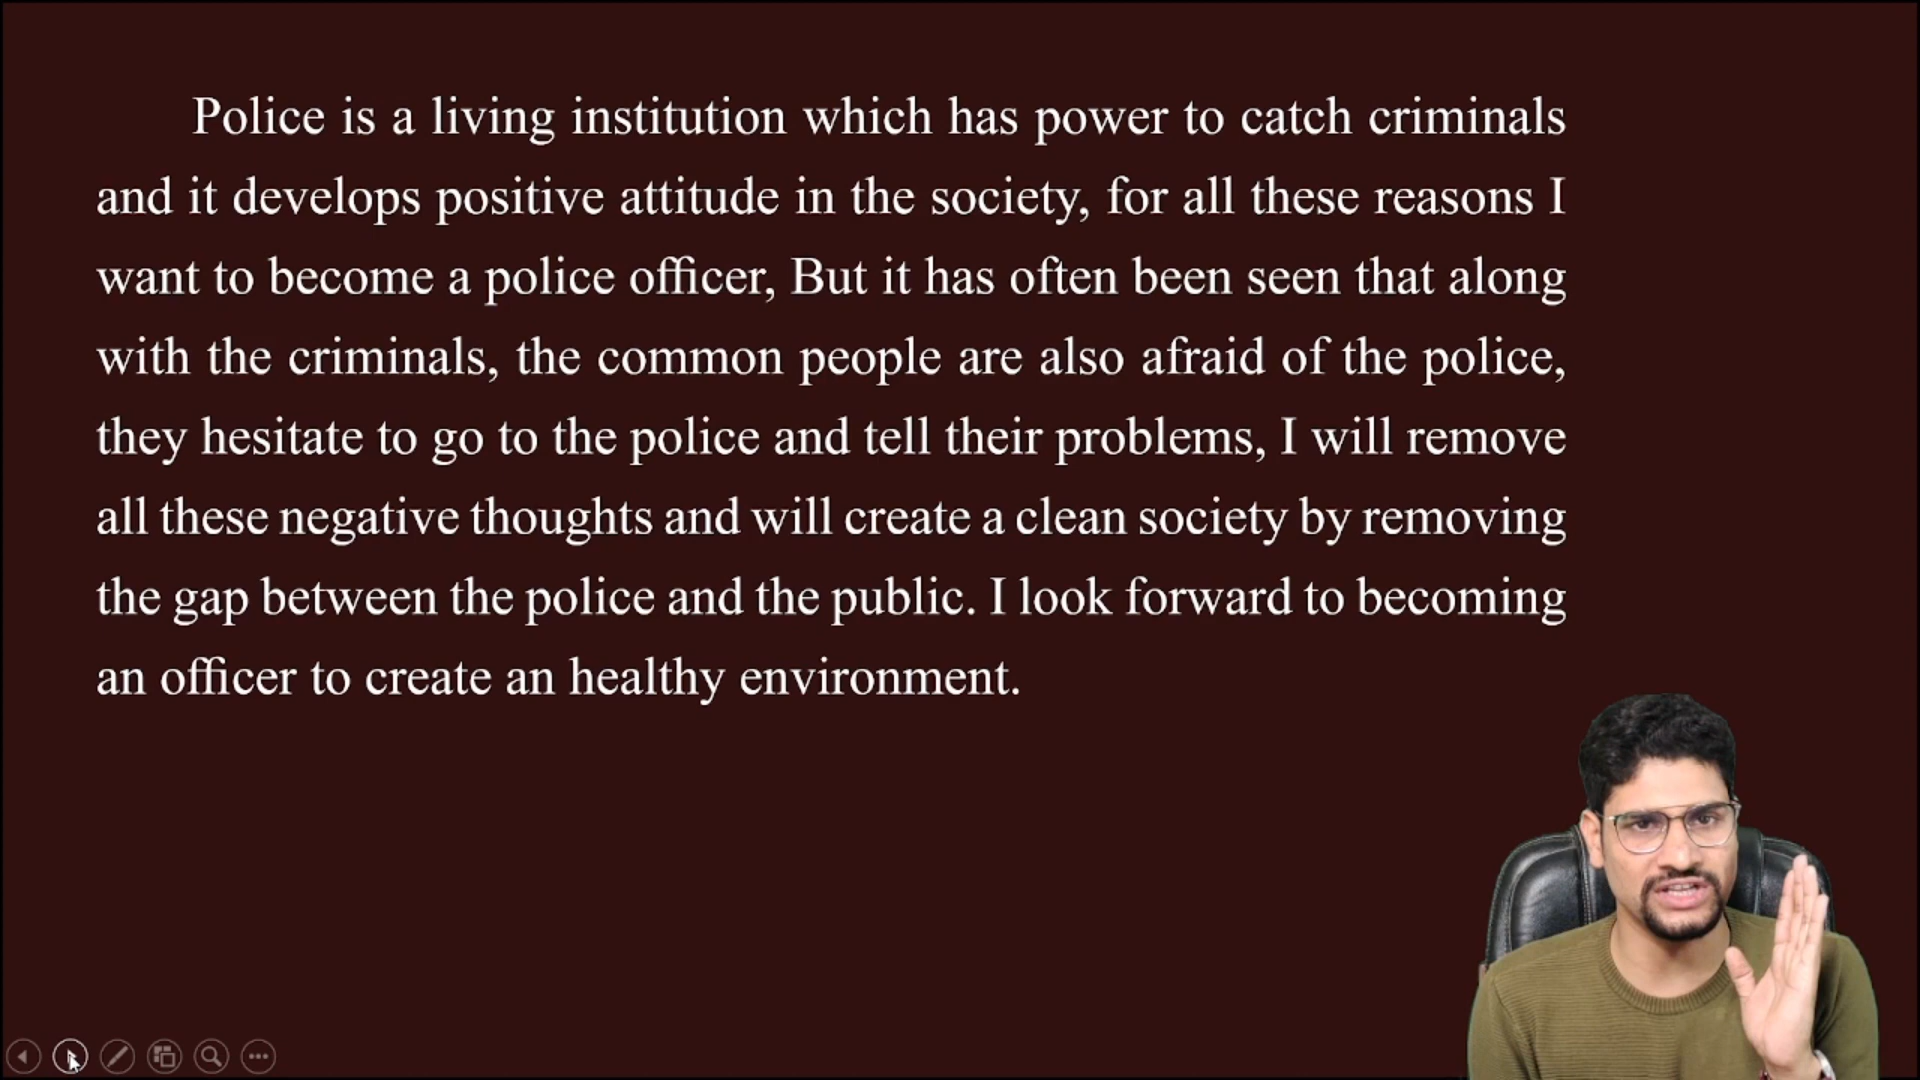 Police is a living institution which has power to catch criminals
and it develops positive attitude in the society, for all these reasons I
want to become a police officer, But it has often been seen that along
with the criminals, the common people are also afraid of the police,
they hesitate to go to the police and tell their problems, I will remove
all these negative thoughts and will create a clean society by removing
the gap between the police and the public. I look forward to becoming
an officer to create an healthy environment.